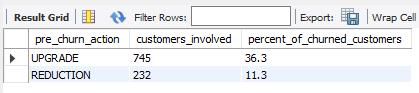 Result Grid Filter Rows: Export: Wrap Cell
pre_churn_action customers_involved percent_of_churned_customers
UPGRADE 745 36.3
REDUCTION 232 11.3